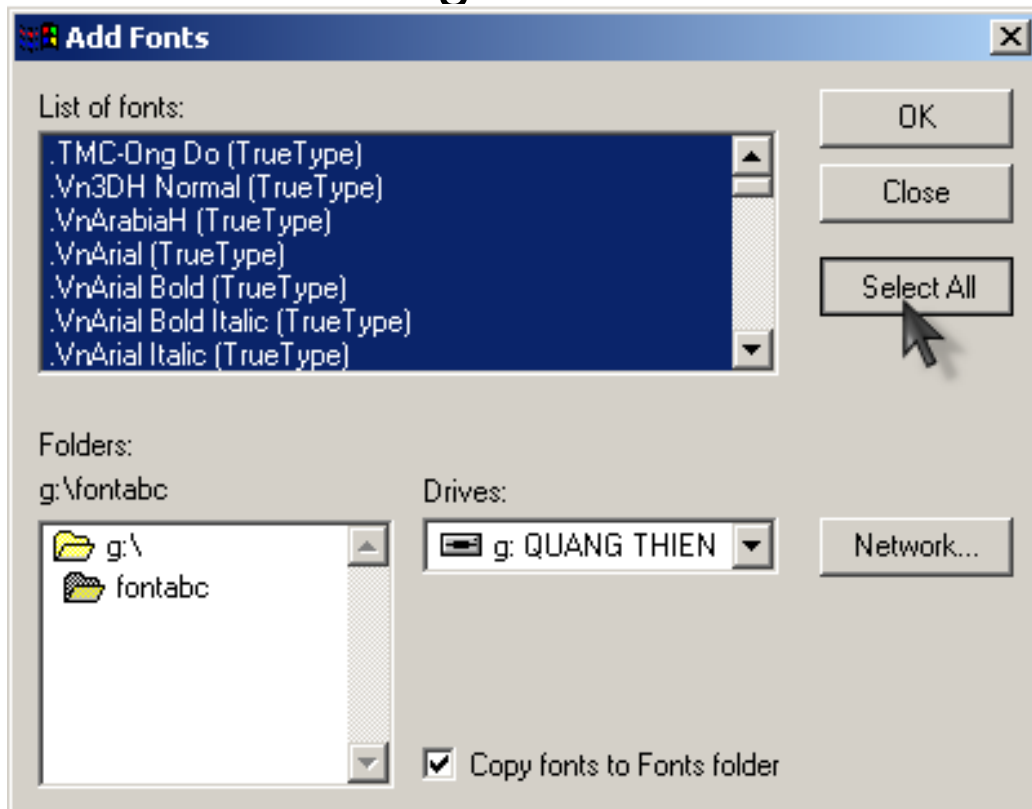 Add Fonts
List of fonts:
.TMC-Ong Do (TrueType)
.Vn3DH Normal (TrueType)
.VnArabiaH (TrueType)
.VnArial (TrueType)
.VnArial Bold (TrueType)
.VnArial Bold Italic (TrueType)
.VnArial Italic (TrueType)
OK
Close
Select All
Folders:
g:\fontabc
g:\
fontabc
Drives:
g: QUANG THIEN
Network...
Copy fonts to Fonts folder